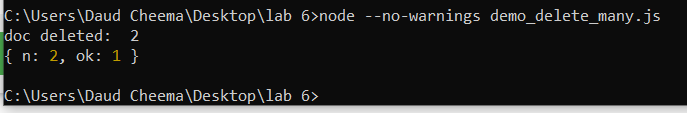 C:\Users\Daud Cheema\Desktop\lab 6>node --no-warnings demo_delete_many.js
doc deleted:  2
{ n: 2, ok: 1 }
C:\Users\Daud Cheema\Desktop\lab 6>